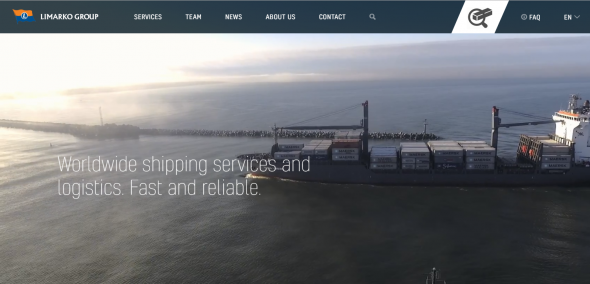 LIMARKO GROUP SERVICES TEAM NEWS ABOUT US CONTACT FAQ EN
Worldwide shipping services and
logistics. Fast and reliable.